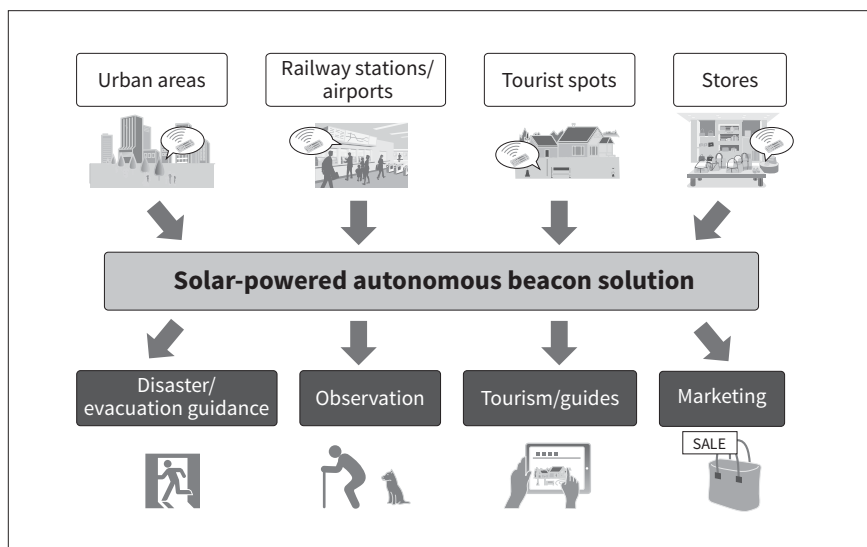 Urban areas
Railway stations/
airports
Tourist spots
Stores
Solar-powered autonomous beacon solution
Disaster/
evacuation guidance
Observation
Tourism/guides
Marketing
SALE